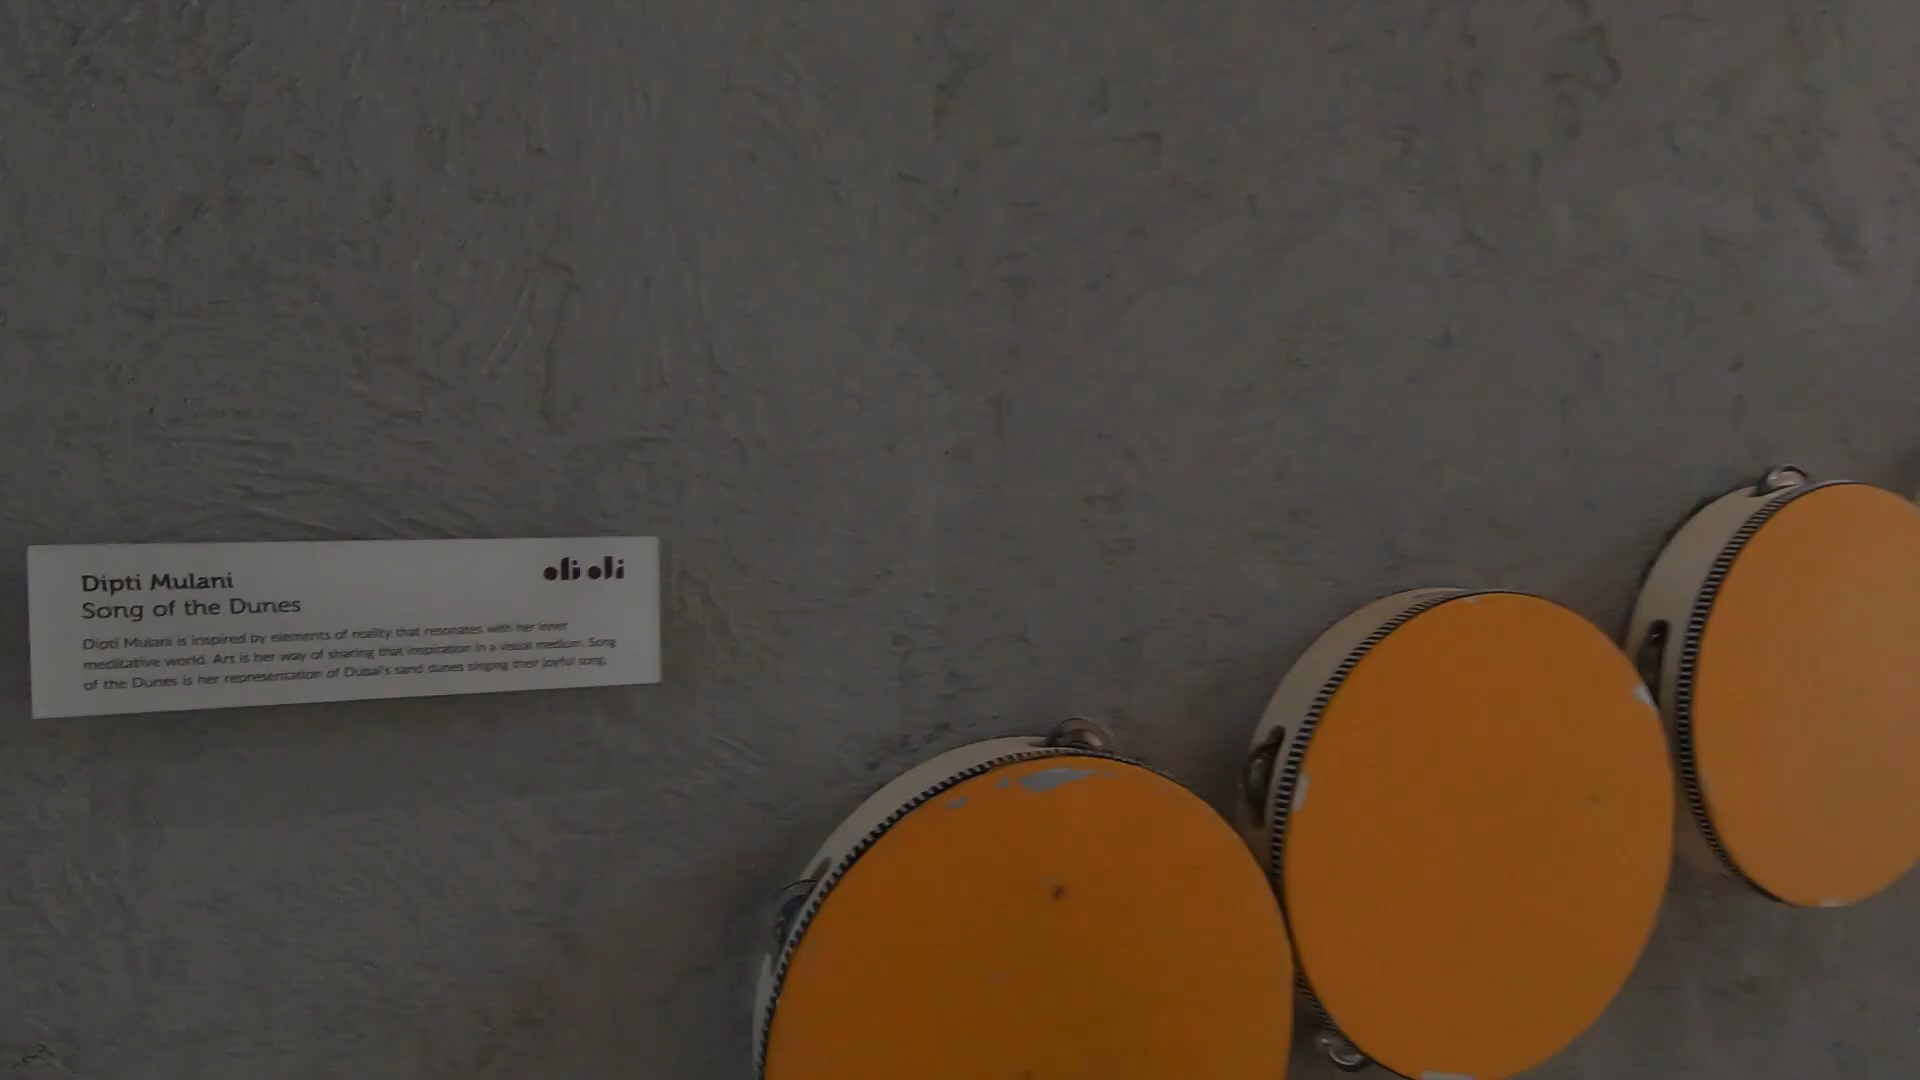 Dipti Mulani
oli oli
Song of the Dunes
Dipti Mulani is inspired by elements of reality that resonates with her inner
meditative world. Art is her way of sharing that inspiration in a visual medium. Song
of the Dunes is her representation of Dubai's sand dunes singing their joyful song.